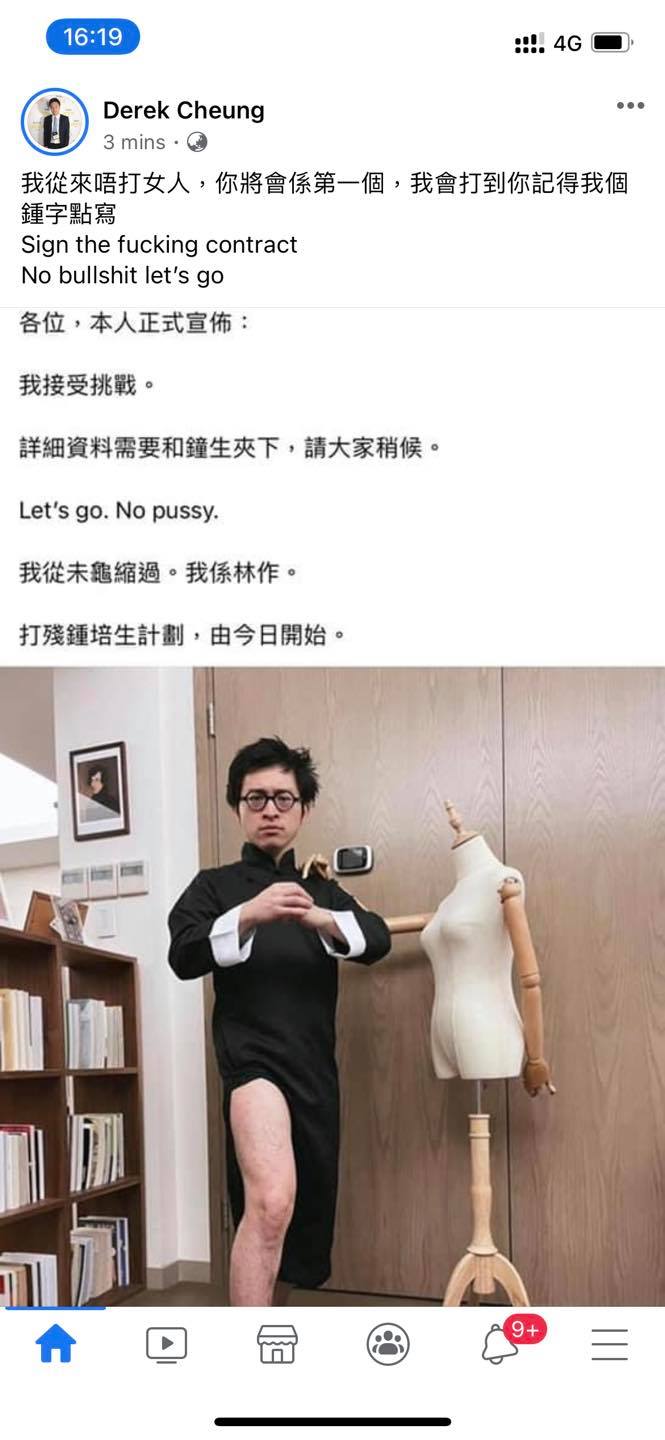 16:19
4G
Derek Cheung
3 mins ·
我從來唔打女人，你將會係第一個，我會打到你記得我個
鍾字點寫
Sign the fucking contract
No bullshit let’s go
各位，本人正式宣佈：
我接受挑戰。
詳細資料需要和鐘生夾下，請大家稍候。
Let’s go. No pussy.
我從未龜縮過。我係林作。
打殘鍾培生計劃，由今日開始。
9+